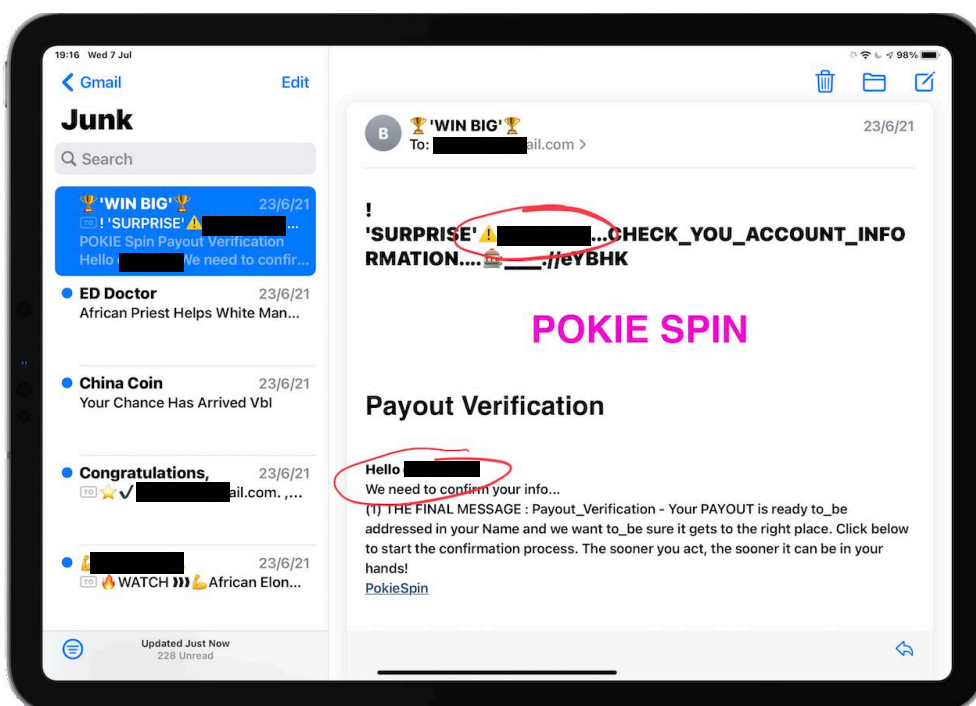 19:16 Wed 7 Jul
98%
Gmail
Edit
Junk
Search
🏆'WIN BIG'🏆 23/6/21
TO ! 'SURPRISE'⚠️ ...
POKIE Spin Payout Verification
Hello We need to confir...
ED Doctor 23/6/21
African Priest Helps White Man...
China Coin 23/6/21
Your Chance Has Arrived Vbl
Congratulations, 23/6/21
TO ⭐✔ ail.com. ,...
💪 23/6/21
TO 🔥WATCH ⦒⦒⦒💪African Elon...
Updated Just Now
228 Unread
B
🏆'WIN BIG'🏆 23/6/21
To: ail.com >
!
'SURPRISE'⚠️ ...CHECK_YOU_ACCOUNT_INFO
RMATION....🏦___.//eYBHK
POKIE SPIN
Payout Verification
Hello
We need to confirm your info...
(1) THE FINAL MESSAGE : Payout_Verification - Your PAYOUT is ready to_be
addressed in your Name and we want to_be sure it gets to the right place. Click below
to start the confirmation process. The sooner you act, the sooner it can be in your
hands!
PokieSpin